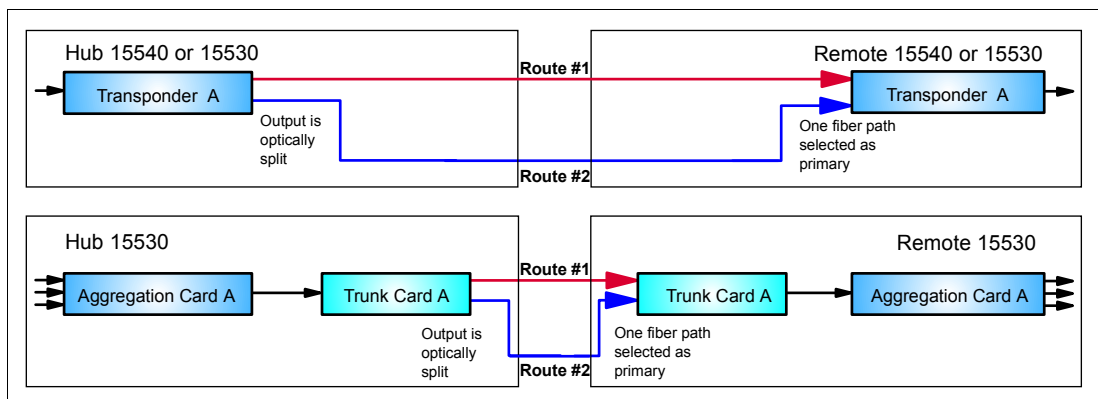 Hub 15540 or 15530
Remote 15540 or 15530
Route #1
Transponder A
Transponder A
Output is
optically
split
One fiber path
selected as
primary
Route #2
Hub 15530
Remote 15530
Route #1
Aggregation Card A
Trunk Card A
Trunk Card A
Aggregation Card A
Output is
optically
split
One fiber path
selected as
primary
Route #2